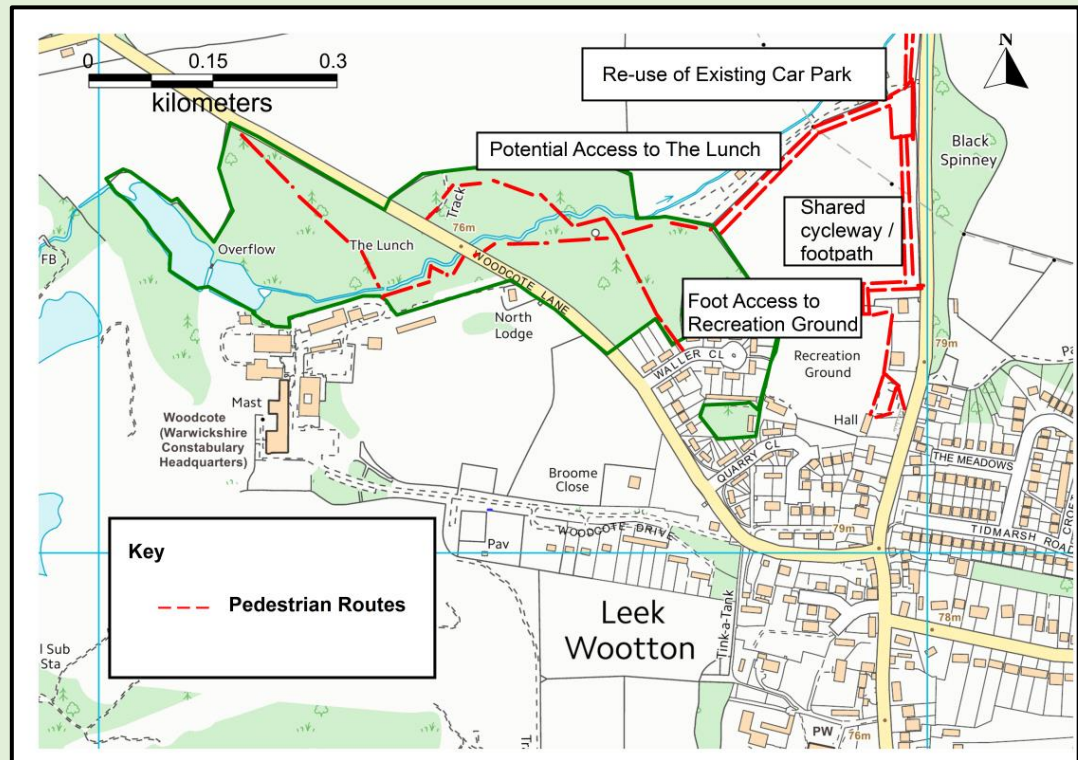 0 0.15 0.3
kilometers
N
Re-use of Existing Car Park
Potential Access to The Lunch
Black
Spinney
Shared
cycleway /
footpath
Track
76m
The Lunch
Overflow
FB
WOODCOTE LANE
North
Lodge
Foot Access to
Recreation Ground
WALLER CL
Recreation
Ground
79m
Hall
Mast
Woodcote
(Warwickshire
Constabulary
Headquarters)
QUARRY CL
THE MEADOWS
Broome
Close
WOODCOTE DRIVE
79m
TIDMARSH ROAD
Pav
Key
Pedestrian Routes
Leek
Wootton
Tink-a-Tank
78m
l Sub
Sta
PW
76m